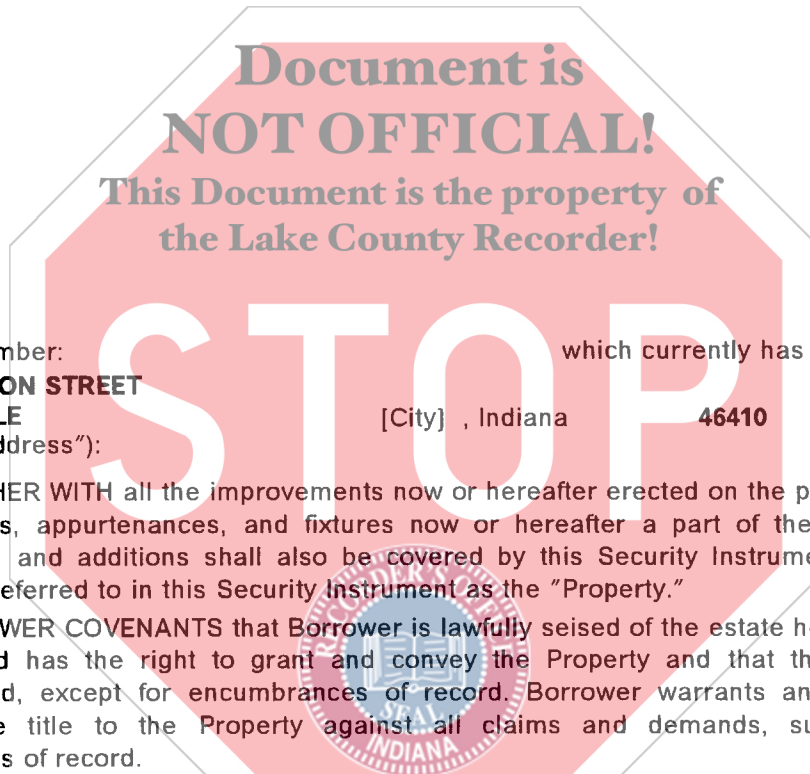 Document is
NOT OFFICIAL!
This Document is the property of
the Lake County Recorder!
STOP
mber: which currently has
ON STREET
LE [City] , Indiana 46410
ddress"):
HER WITH all the improvements now or hereafter erected on the p
s, appurtenances, and fixtures now or hereafter a part of the
and additions shall also be covered by this Security Instrume
eferred to in this Security Instrument as the "Property."
WER COVENANTS that Borrower is lawfully seised of the estate h
d has the right to grant and convey the Property and that th
d, except for encumbrances of record. Borrower warrants an
e title to the Property against all claims and demands, su
s of record.
RECORDER'S OFFICE
SEAL
INDIANA